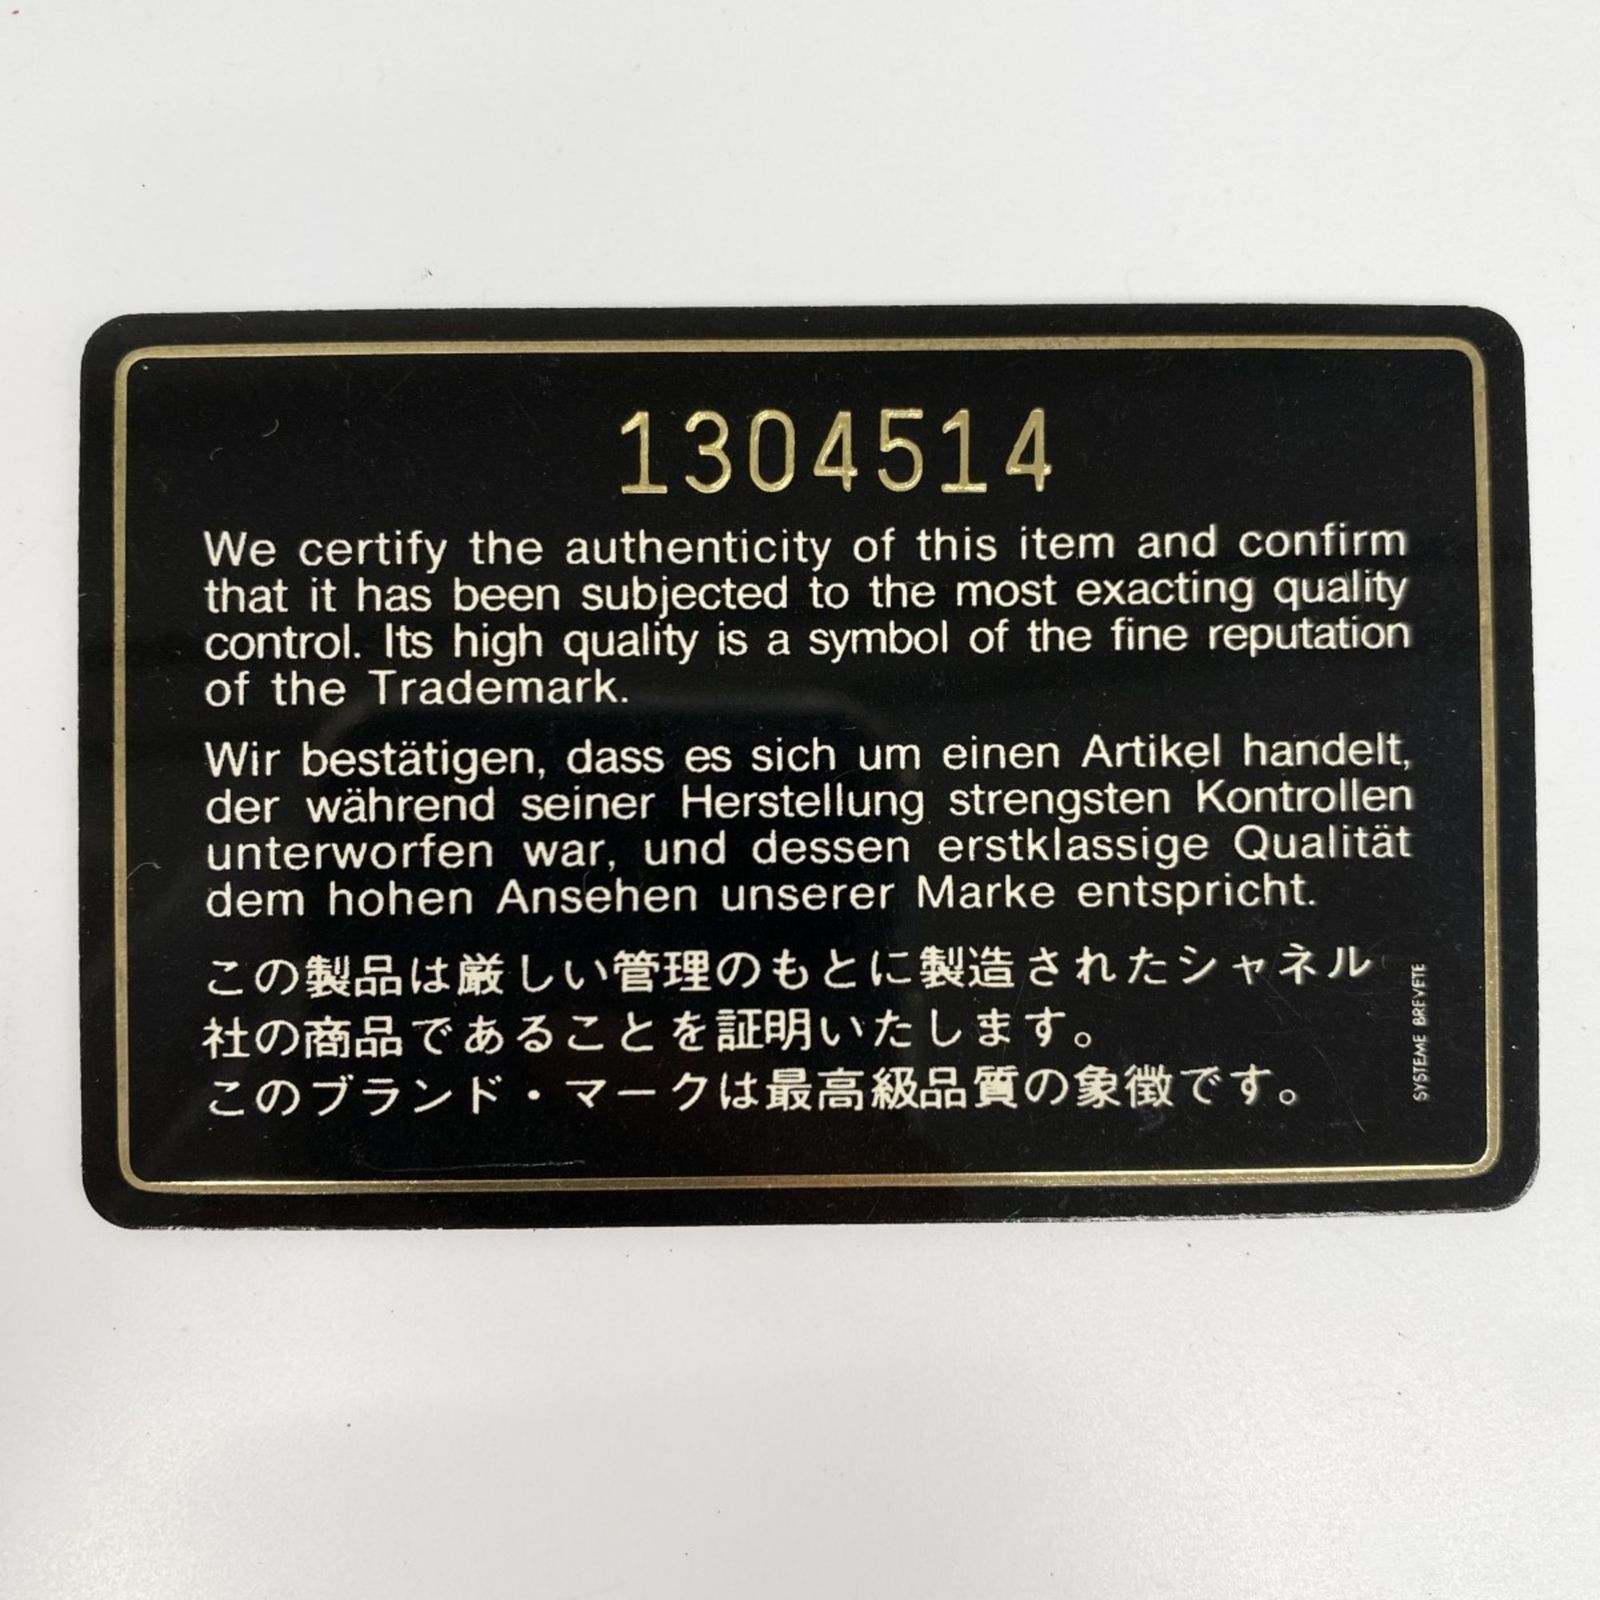 1304514
We certify the authenticity of this item and confirm
that it has been subjected to the most exacting quality
control. Its high quality is a symbol of the fine reputation
of the Trademark.
Wir bestätigen, dass es sich um einen Artikel handelt,
der während seiner Herstellung strengsten Kontrollen
unterworfen war, und dessen erstklassige Qualität
dem hohen Ansehen unserer Marke entspricht.
この製品は厳しい管理のもとに製造されたシャネル
社の商品であることを証明いたします。
このブランド・マークは最高級品質の象徴です。
SYSTEME BREVETE